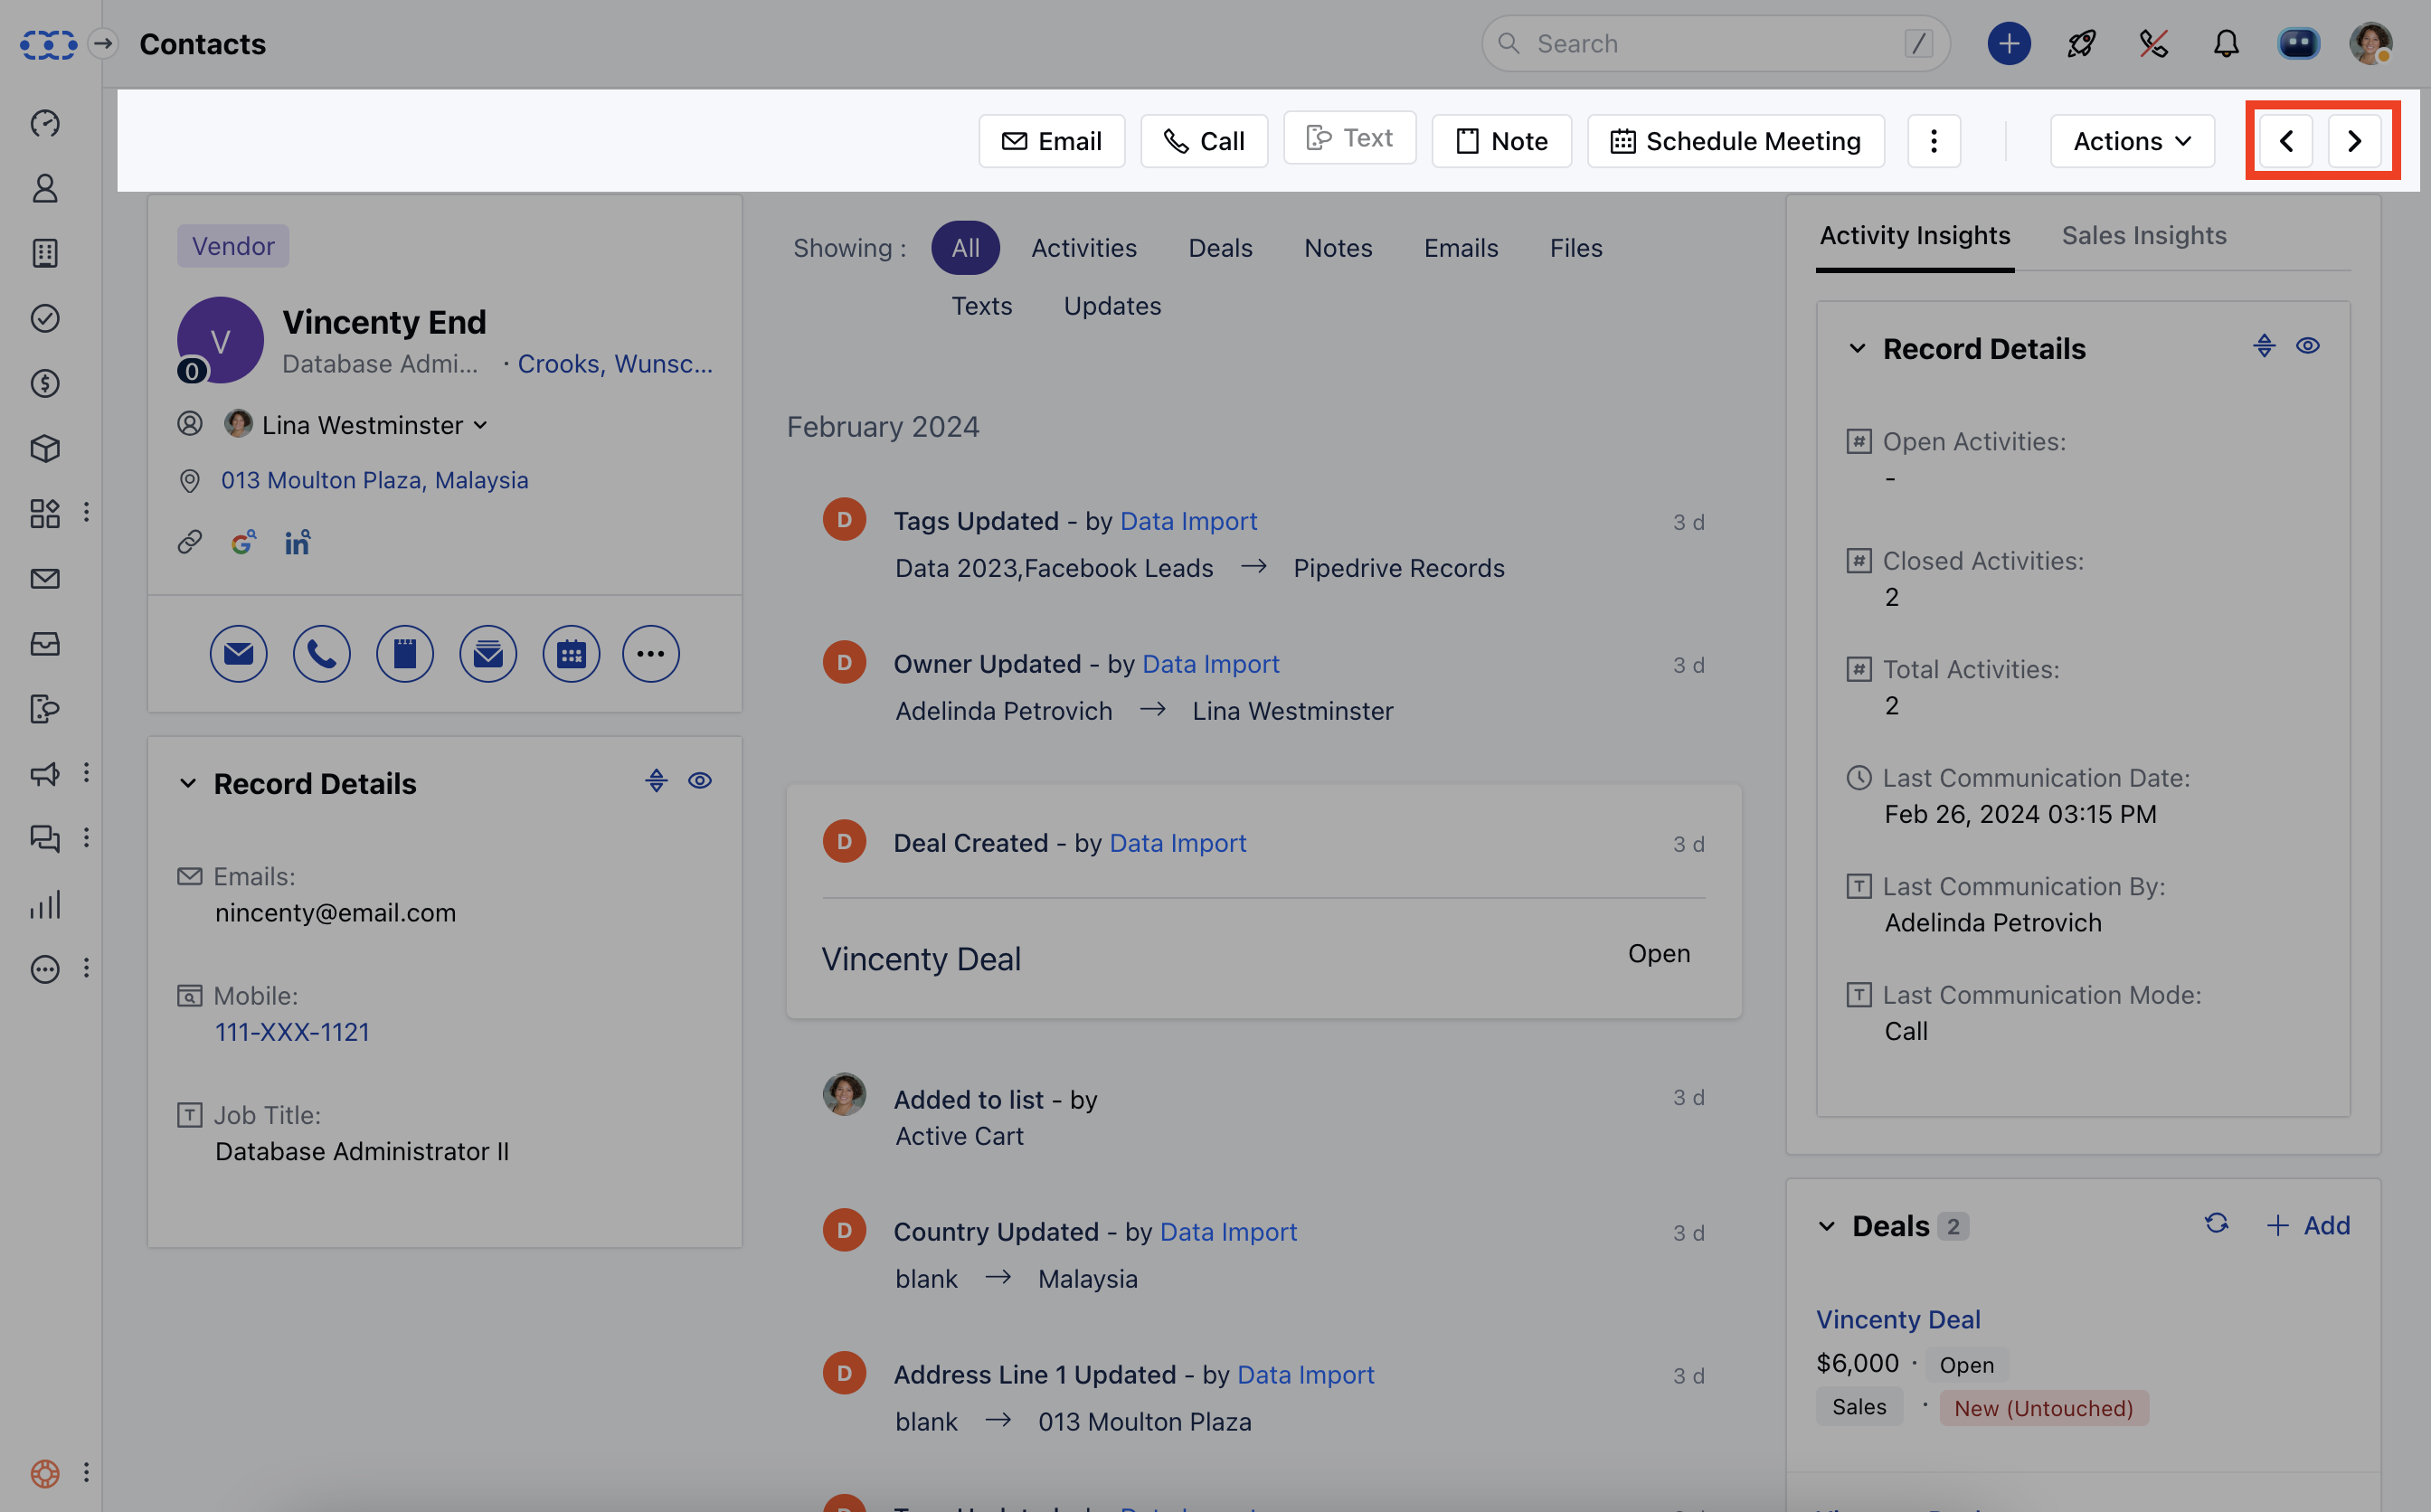 Contacts
Search /
Email Call Text Note Schedule Meeting Actions
Vendor
V
0
Vincenty End
Database Admi... · Crooks, Wunsc...
Lina Westminster
013 Moulton Plaza, Malaysia
Record Details
Emails:
nincenty@email.com
Mobile:
111-XXX-1121
Job Title:
Database Administrator II
Showing : All Activities Deals Notes Emails Files
Texts Updates
February 2024
D Tags Updated - by Data Import 3 d
Data 2023,Facebook Leads → Pipedrive Records
D Owner Updated - by Data Import 3 d
Adelinda Petrovich → Lina Westminster
D Deal Created - by Data Import 3 d
Vincenty Deal Open
Added to list - by 3 d
Active Cart
D Country Updated - by Data Import 3 d
blank → Malaysia
D Address Line 1 Updated - by Data Import 3 d
blank → 013 Moulton Plaza
Activity Insights Sales Insights
Record Details
Open Activities:
-
Closed Activities:
2
Total Activities:
2
Last Communication Date:
Feb 26, 2024 03:15 PM
Last Communication By:
Adelinda Petrovich
Last Communication Mode:
Call
Deals 2 + Add
Vincenty Deal
$6,000 · Open
Sales · New (Untouched)